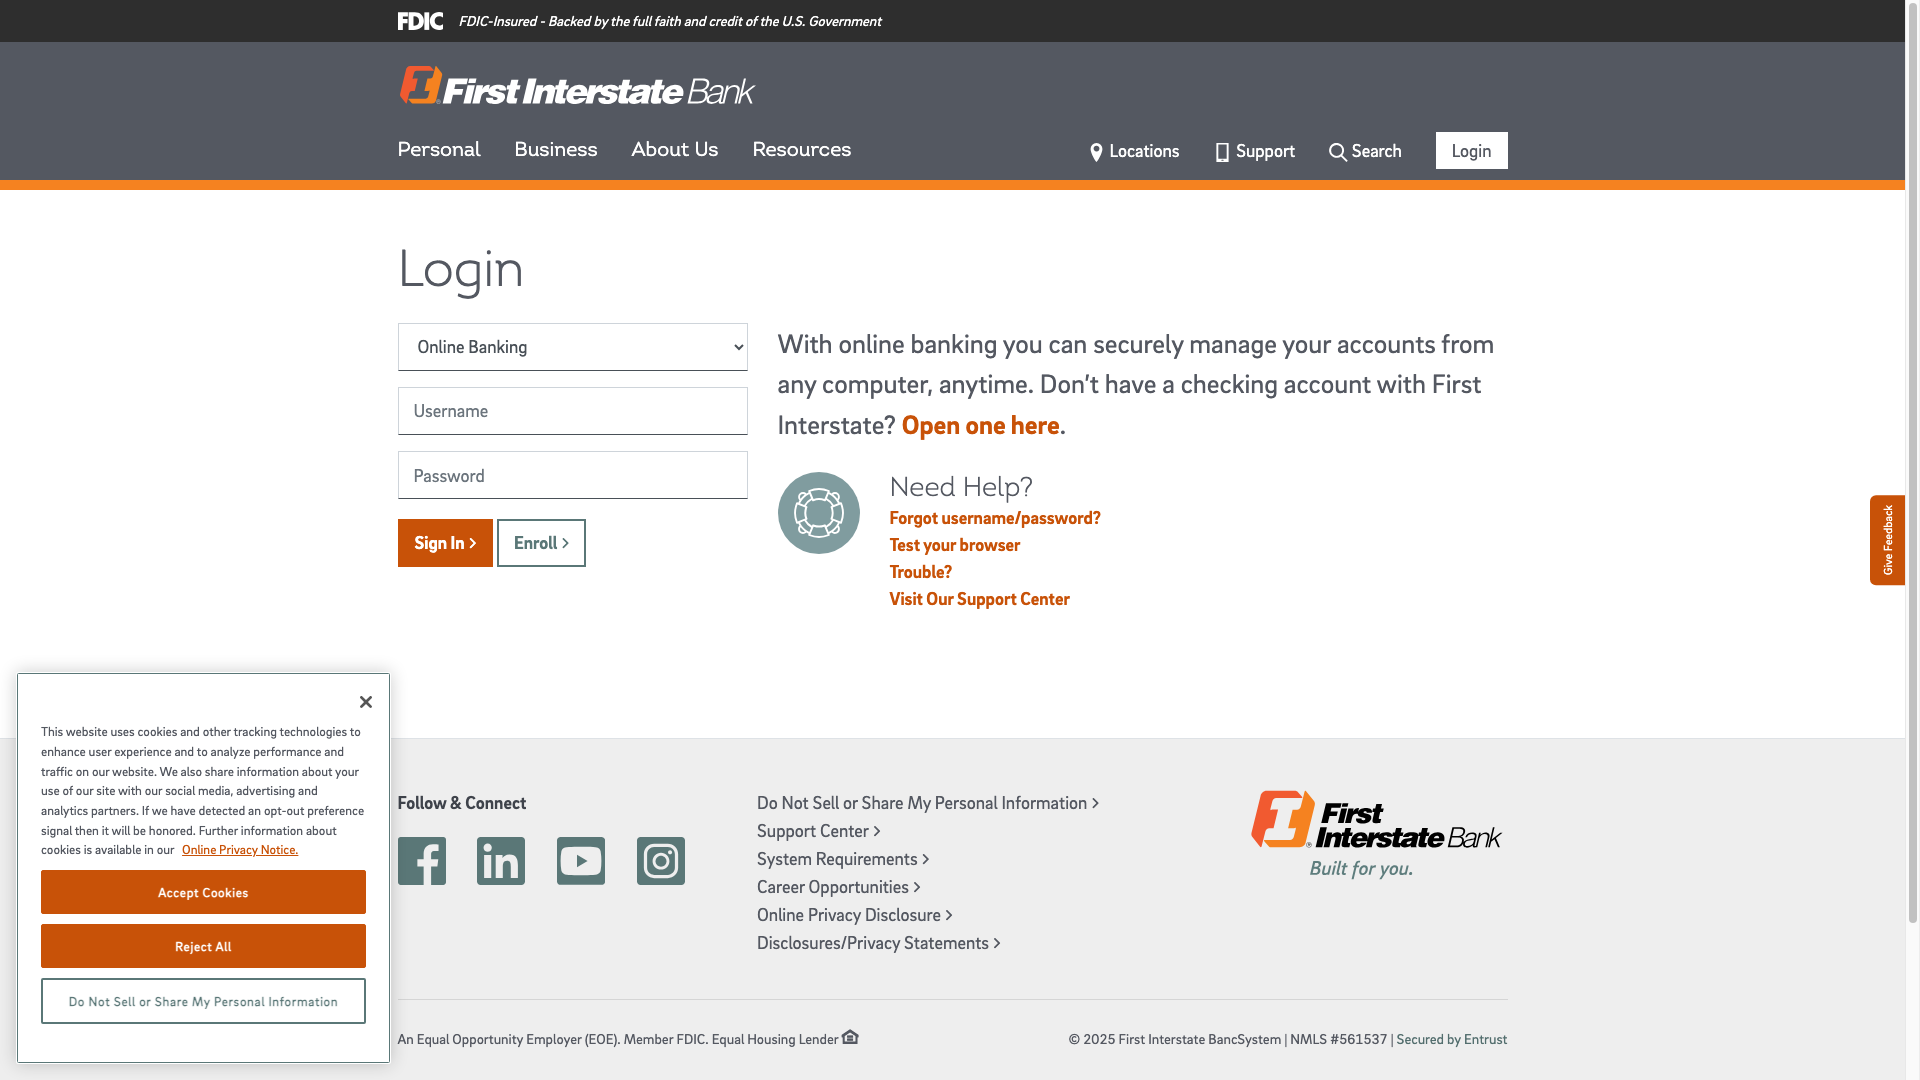 FDIC FDIC-Insured - Backed by the full faith and credit of the U.S. Government
First Interstate Bank
Personal Business About Us Resources
Locations Support Search Login
Login
Online Banking
Username
Password
Sign In Enroll
With online banking you can securely manage your accounts from
any computer, anytime. Don't have a checking account with First
Interstate? Open one here.
Need Help?
Forgot username/password?
Test your browser
Trouble?
Visit Our Support Center
Give Feedback
This website uses cookies and other tracking technologies to
enhance user experience and to analyze performance and
traffic on our website. We also share information about your
use of our site with our social media, advertising and
analytics partners. If we have detected an opt-out preference
signal then it will be honored. Further information about
cookies is available in our Online Privacy Notice.
Accept Cookies
Reject All
Do Not Sell or Share My Personal Information
Follow & Connect
Do Not Sell or Share My Personal Information
Support Center
System Requirements
Career Opportunities
Online Privacy Disclosure
Disclosures/Privacy Statements
First
Interstate Bank
Built for you.
An Equal Opportunity Employer (EOE). Member FDIC. Equal Housing Lender
© 2025 First Interstate BancSystem | NMLS #561537 | Secured by Entrust